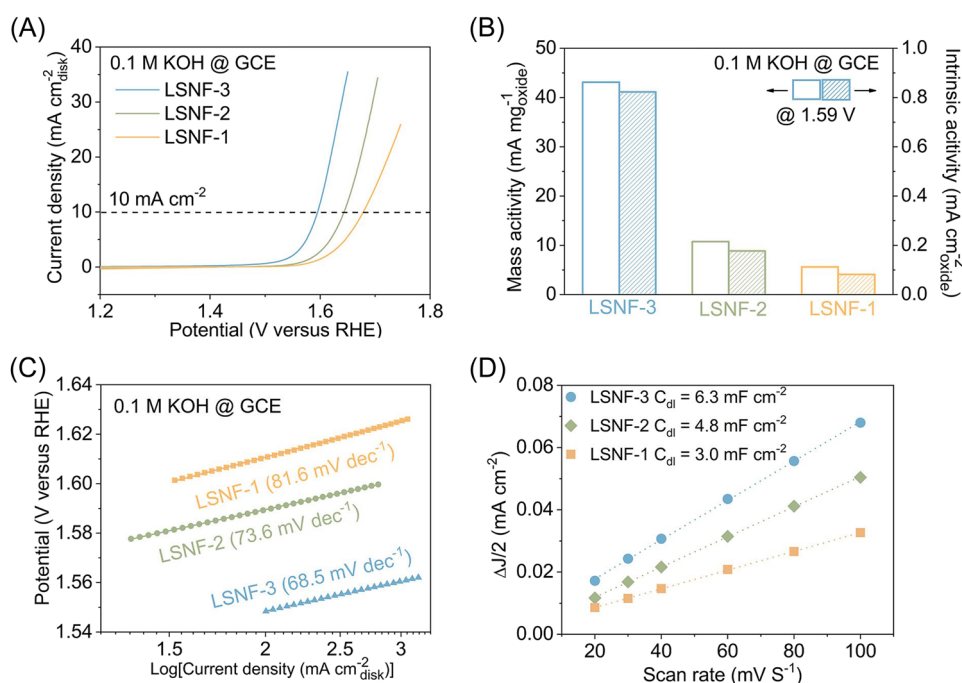 (A)
0.1 M KOH @ GCE
LSNF-3
LSNF-2
LSNF-1
10 mA cm⁻²
40
30
20
10
0
1.2 1.4 1.6 1.8
Current density (mA cm⁻²disk)
Potential (V versus RHE)
(B)
0.1 M KOH @ GCE
@ 1.59 V
50
40
30
20
10
0
1.0
0.8
0.6
0.4
0.2
0.0
Mass acitivity (mA mg⁻¹oxide)
Intrinsic acitivity (mA cm⁻²oxide)
LSNF-3 LSNF-2 LSNF-1
(C)
0.1 M KOH @ GCE
LSNF-1 (81.6 mV dec⁻¹)
LSNF-2 (73.6 mV dec⁻¹)
LSNF-3 (68.5 mV dec⁻¹)
1.64
1.62
1.60
1.58
1.56
1.54
1.5 2 2.5 3
Potential (V versus RHE)
Log[Current density (mA cm⁻²disk)]
(D)
LSNF-3 Cdl = 6.3 mF cm⁻²
LSNF-2 Cdl = 4.8 mF cm⁻²
LSNF-1 Cdl = 3.0 mF cm⁻²
0.08
0.06
0.04
0.02
0.00
20 40 60 80 100
ΔJ/2 (mA cm⁻²)
Scan rate (mV S⁻¹)